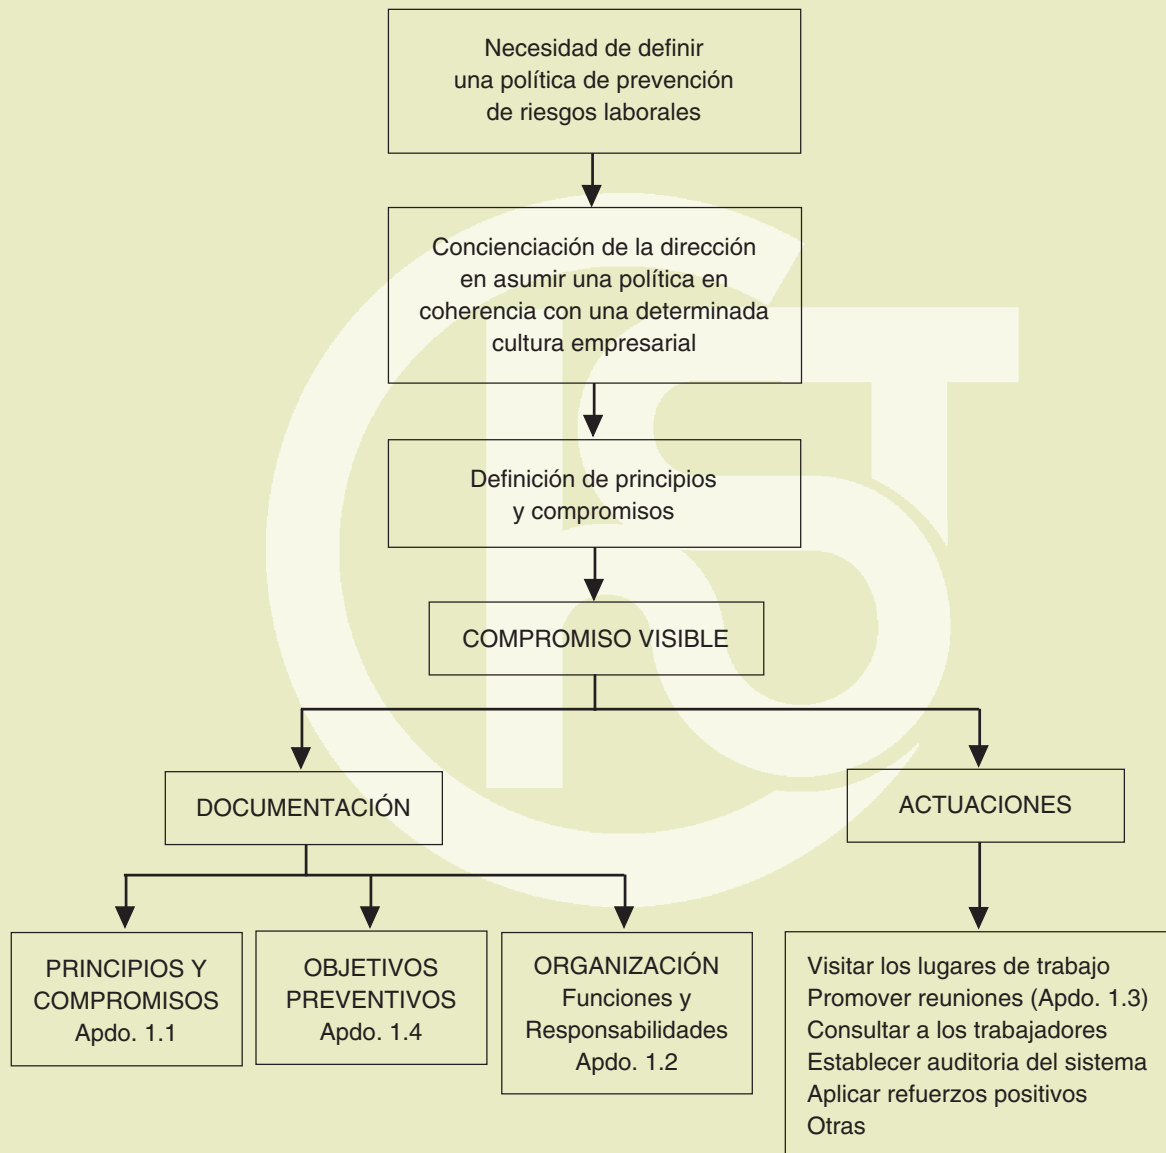 Necesidad de definir
una política de prevención
de riesgos laborales
Concienciación de la dirección
en asumir una política en
coherencia con una determinada
cultura empresarial
Definición de principios
y compromisos
COMPROMISO VISIBLE
DOCUMENTACIÓN
ACTUACIONES
PRINCIPIOS Y
COMPROMISOS
Apdo. 1.1
OBJETIVOS
PREVENTIVOS
Apdo. 1.4
ORGANIZACIÓN
Funciones y
Responsabilidades
Apdo. 1.2
Visitar los lugares de trabajo
Promover reuniones (Apdo. 1.3)
Consultar a los trabajadores
Establecer auditoria del sistema
Aplicar refuerzos positivos
Otras